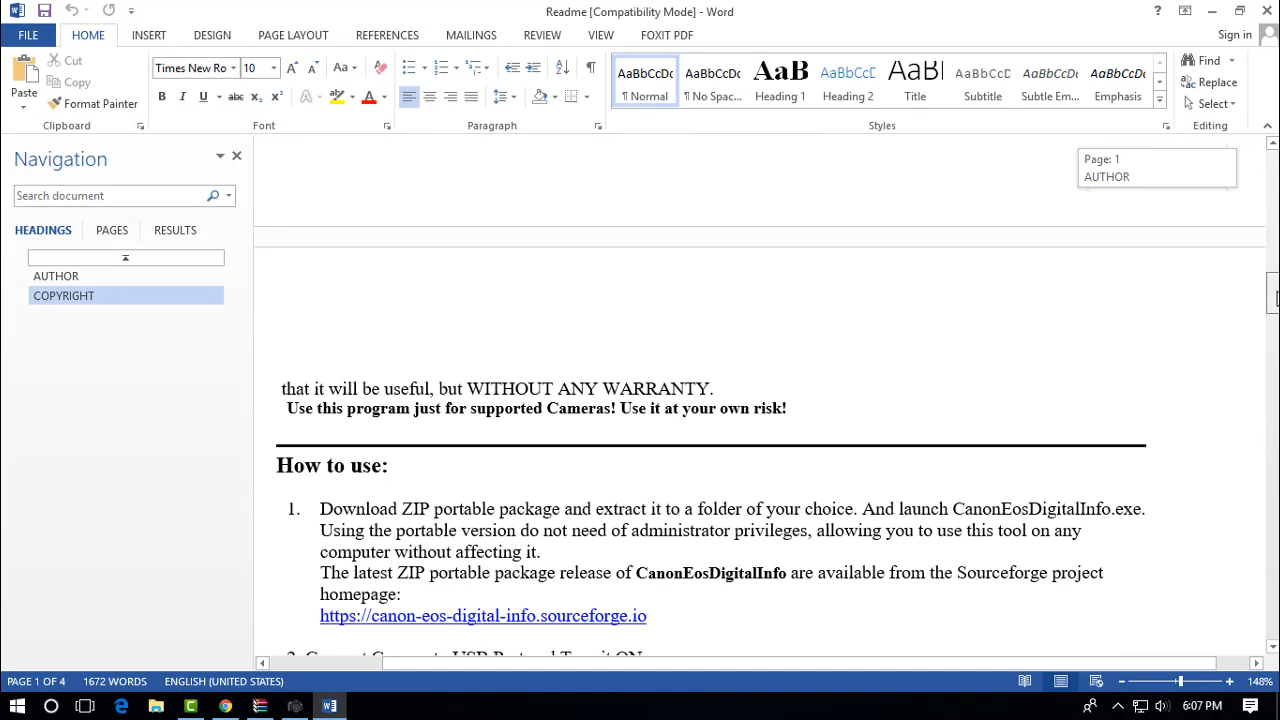 Readme [Compatibility Mode] - Word
?
FILE
HOME
INSERT
DESIGN
PAGE LAYOUT
REFERENCES
MAILINGS
REVIEW
VIEW
FOXIT PDF
Sign in
Paste
Cut
Copy
Format Painter
Clipboard
Times New Ro
10
Font
Paragraph
AaBbCcDc
¶ Normal
AaBbCcDc
¶ No Spac...
AaB
Heading 1
AaBbCcDc
Heading 2
AaBl
Title
AaBbCcDc
Subtitle
AaBbCcDc
Subtle Em...
AaBbCcDc
Emphasis
Styles
Find
Replace
Select
Editing
Navigation
Search document
HEADINGS
PAGES
RESULTS
AUTHOR
COPYRIGHT
Page: 1
AUTHOR
that it will be useful, but WITHOUT ANY WARRANTY.
Use this program just for supported Cameras! Use it at your own risk!
How to use:
1. Download ZIP portable package and extract it to a folder of your choice. And launch CanonEosDigitalInfo.exe.
Using the portable version do not need of administrator privileges, allowing you to use this tool on any
computer without affecting it.
The latest ZIP portable package release of CanonEosDigitalInfo are available from the Sourceforge project
homepage:
https://canon-eos-digital-info.sourceforge.io
PAGE 1 OF 4
1672 WORDS
ENGLISH (UNITED STATES)
148%
6:07 PM